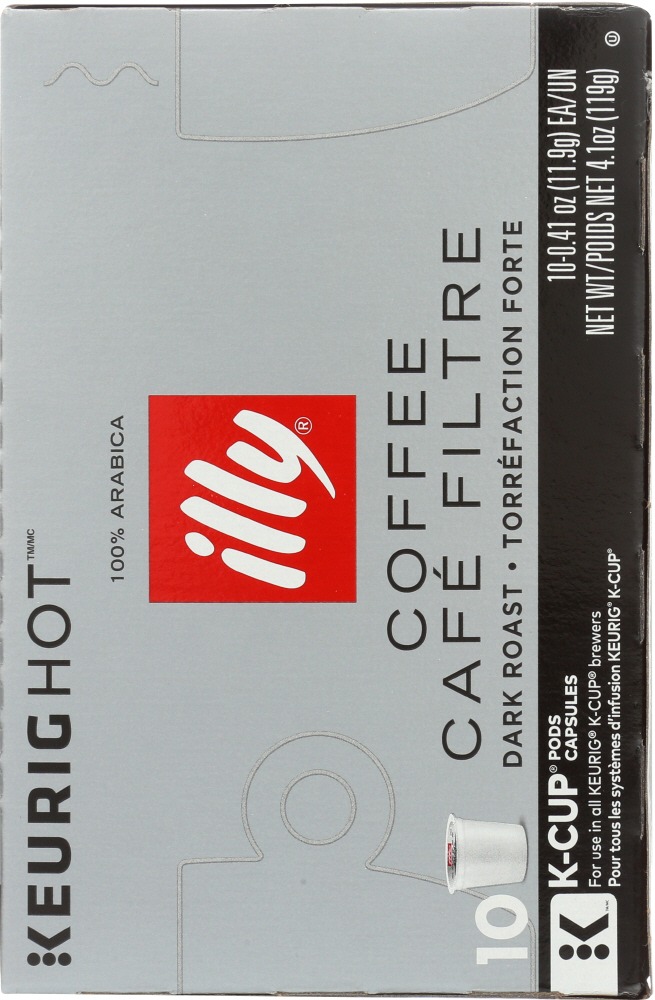 KEURIG HOT™/MC
100% ARABICA
illy®
COFFEE
CAFÉ FILTRE
DARK ROAST • TORRÉFACTION FORTE
10
K-CUP® PODS
CAPSULES
For use in all KEURIG® K-CUP® brewers
Pour tous les systèmes d'infusion KEURIG® K-CUP®
10-0.41 oz (11.9g) EA/UN
NET WT/POIDS NET 4.1oz (119g)
U
K